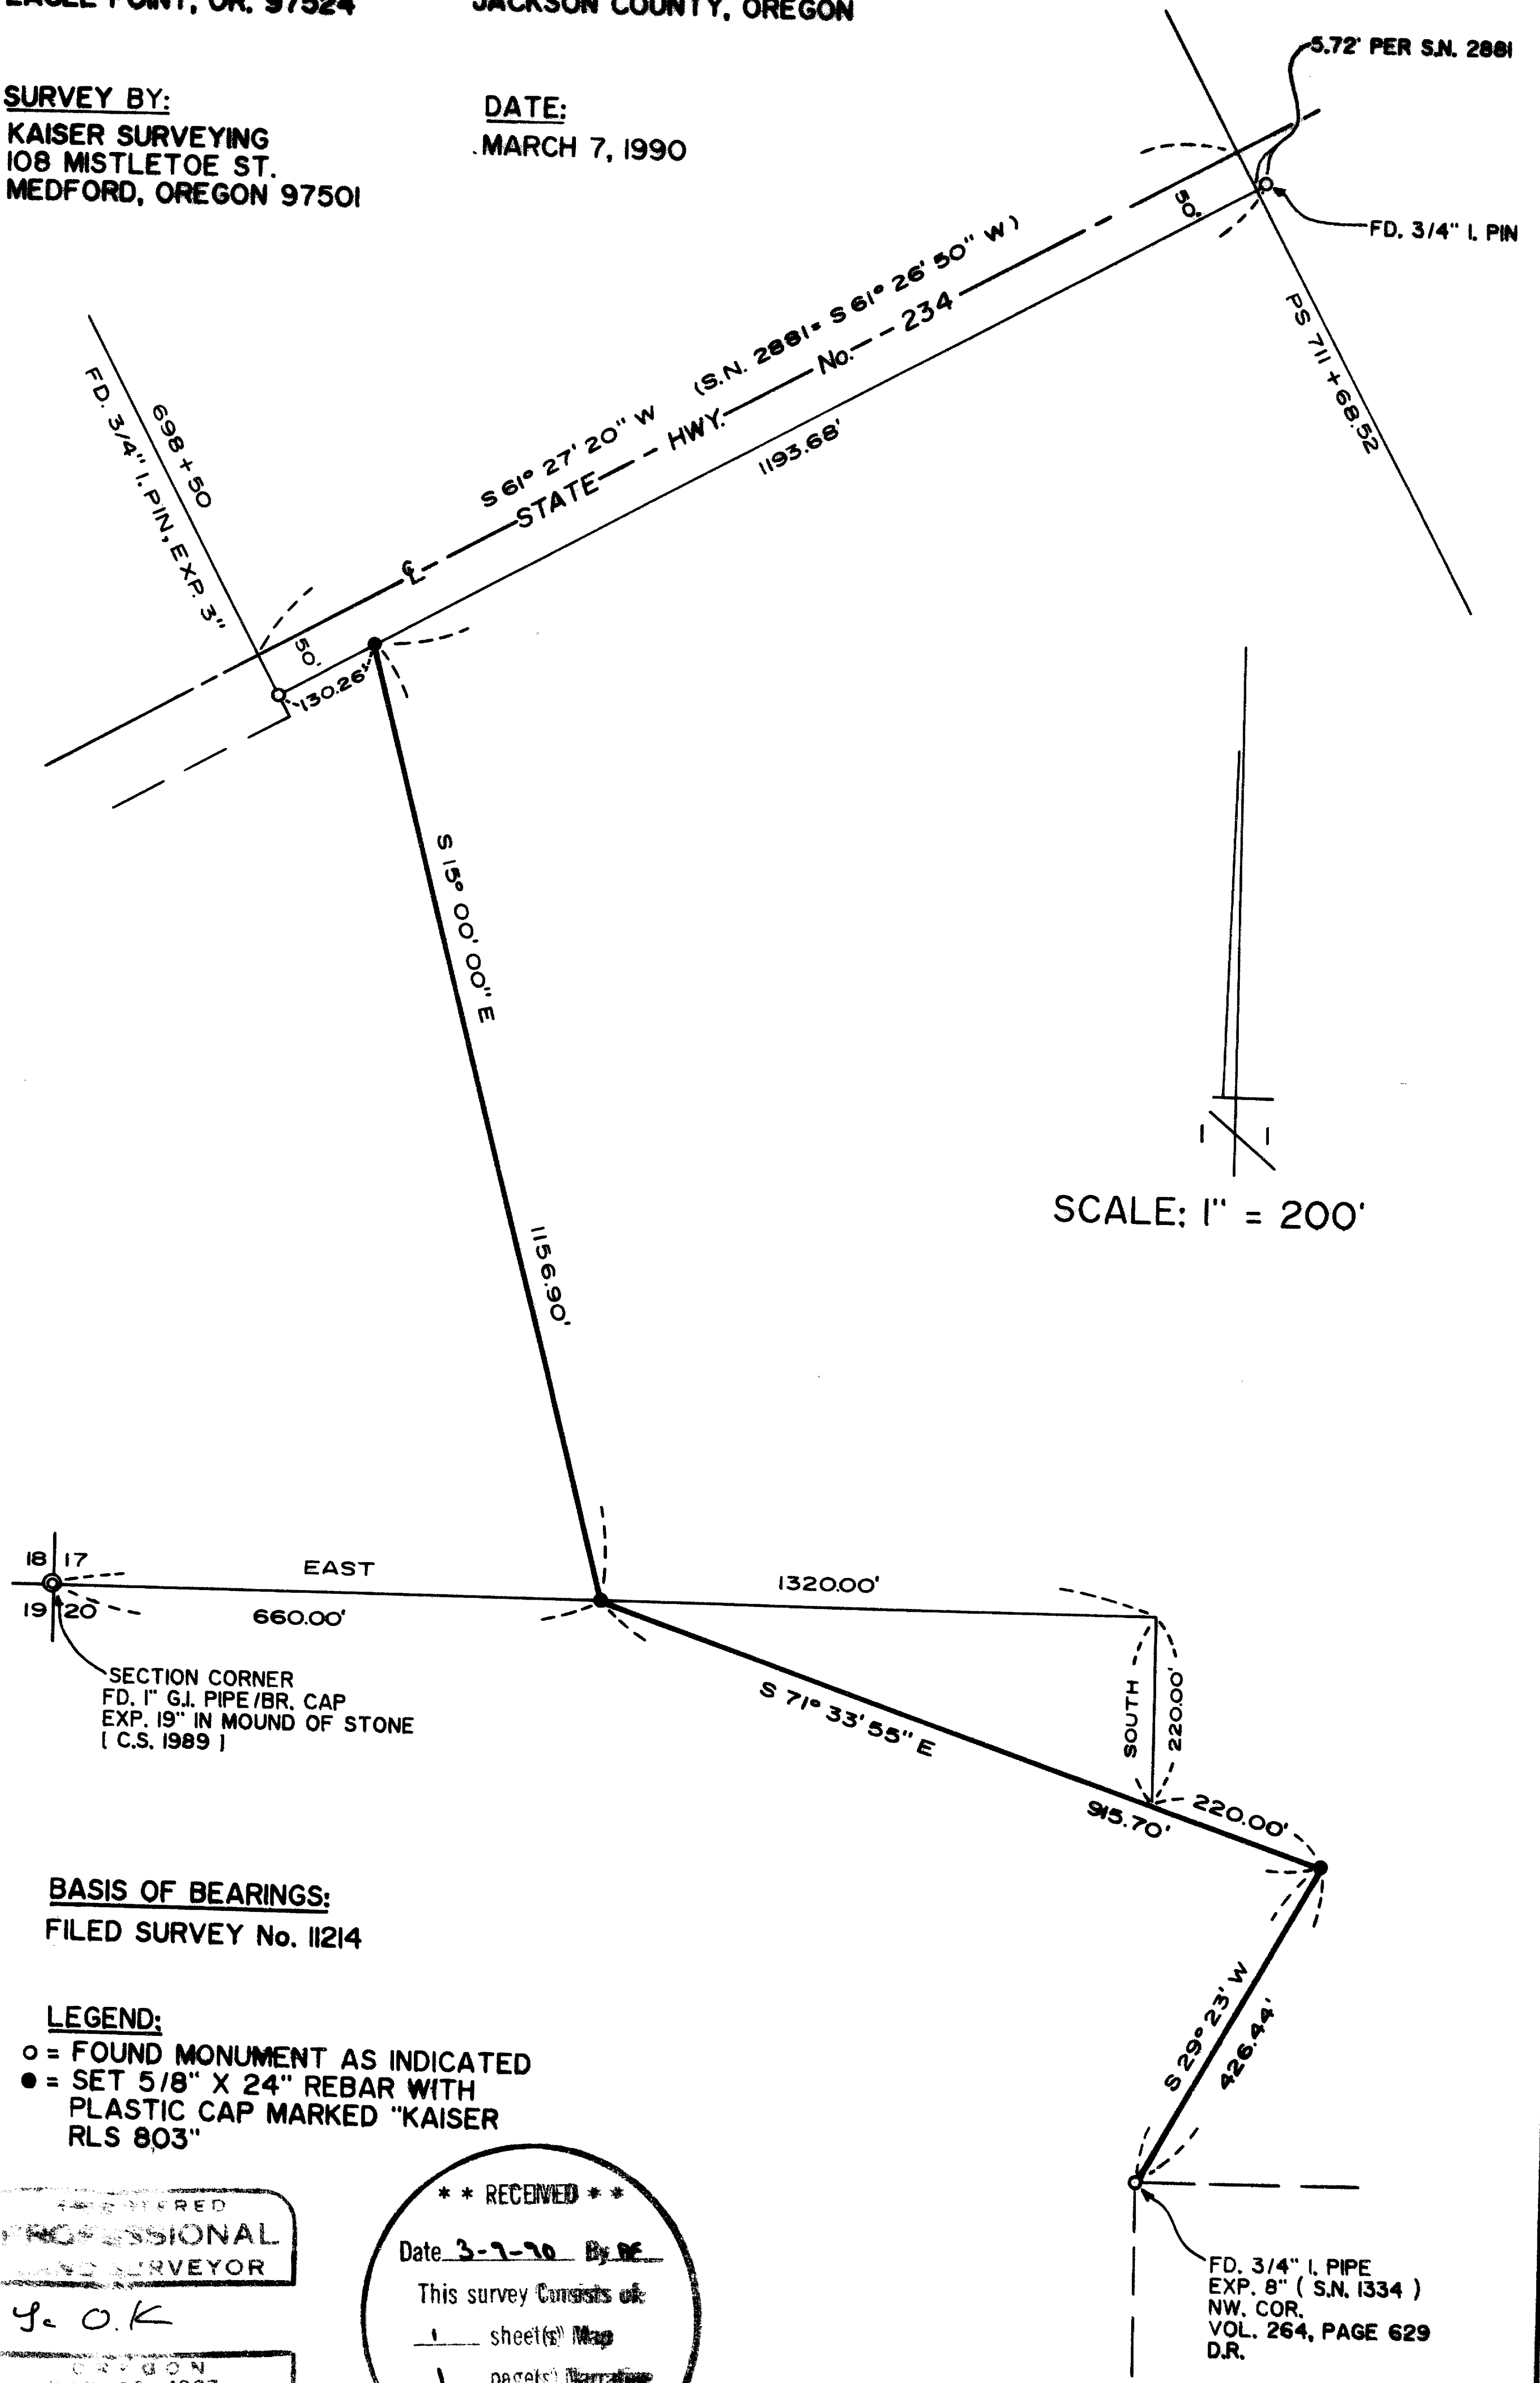 EAGLE POINT, OR. 97524
JACKSON COUNTY, OREGON
5.72' PER S.N. 2881
SURVEY BY:
KAISER SURVEYING
108 MISTLETOE ST.
MEDFORD, OREGON 97501
DATE:
MARCH 7, 1990
50'
FD. 3/4" I. PIN
PS 711 + 68.52
S 61° 27' 20" W (S.N. 2881 = S 61° 26' 50" W)
STATE HWY. No. 234
1193.68'
698 + 50
FD. 3/4" I. PIN, EXP. 3"
℄
50'
130.26'
S 15° 00' 00" E
1156.90'
SCALE: 1" = 200'
18 17
19 20
EAST
660.00'
1320.00'
SECTION CORNER
FD. 1" G.I. PIPE/BR. CAP
EXP. 19" IN MOUND OF STONE
[ C.S. 1989 ]
S 71° 33' 55" E
SOUTH
220.00'
915.70'
220.00'
BASIS OF BEARINGS:
FILED SURVEY No. 11214
S 29° 23' W
426.44'
LEGEND:
o = FOUND MONUMENT AS INDICATED
● = SET 5/8" X 24" REBAR WITH
PLASTIC CAP MARKED "KAISER
RLS 803"
PROFESSIONAL
SURVEYOR
O.K
OREGON
* * RECEIVED * *
Date 3-9-90 By
This survey Consists of
1 sheet(s) Map
1 page(s) Narrative
FD. 3/4" I. PIPE
EXP. 8" ( S.N. 1334 )
NW. COR.
VOL. 264, PAGE 629
D.R.